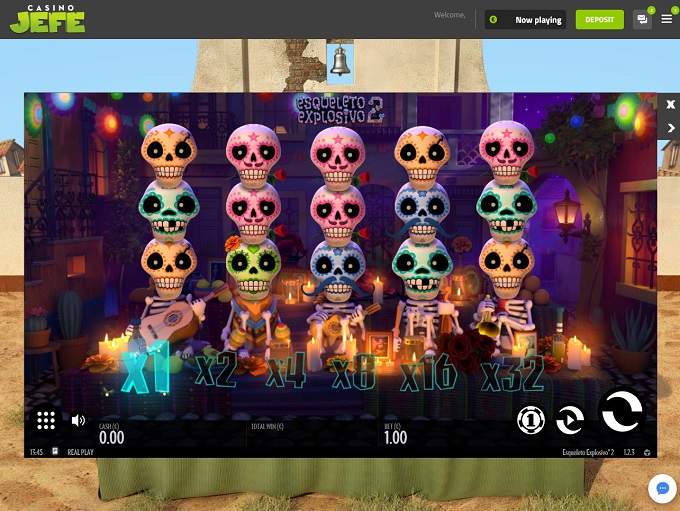 CASINO
JEFE
Welcome,
€
Now playing
DEPOSIT
esqueleto
explosivo 2
x1 x2 x4 x8 x16 x32
CASH (€)
0.00
TOTAL WIN (€)
BET (€)
1.00
1
13:45
REAL PLAY
Esqueleto Explosivo®2
1.2.3